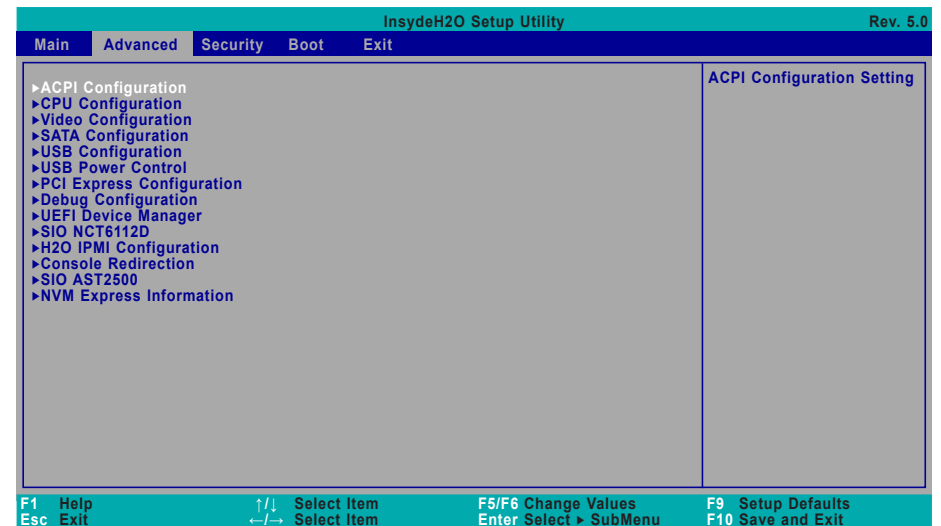 InsydeH2O Setup Utility Rev. 5.0
Main Advanced Security Boot Exit
▶ACPI Configuration
▶CPU Configuration
▶Video Configuration
▶SATA Configuration
▶USB Configuration
▶USB Power Control
▶PCI Express Configuration
▶Debug Configuration
▶UEFI Device Manager
▶SIO NCT6112D
▶H2O IPMI Configuration
▶Console Redirection
▶SIO AST2500
▶NVM Express Information
ACPI Configuration Setting
F1 Help ↑/↓ Select Item F5/F6 Change Values F9 Setup Defaults
Esc Exit ←/→ Select Item Enter Select ▶ SubMenu F10 Save and Exit